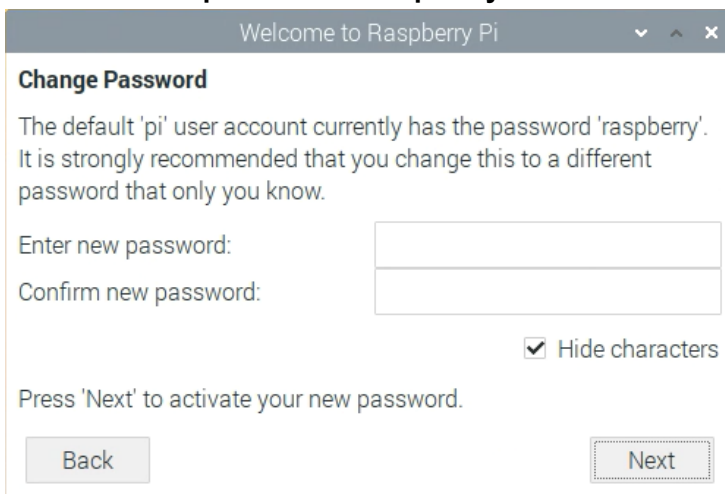 Welcome to Raspberry Pi
Change Password
The default 'pi' user account currently has the password 'raspberry'.
It is strongly recommended that you change this to a different
password that only you know.
Enter new password:
Confirm new password:
Hide characters
Press 'Next' to activate your new password.
Back
Next